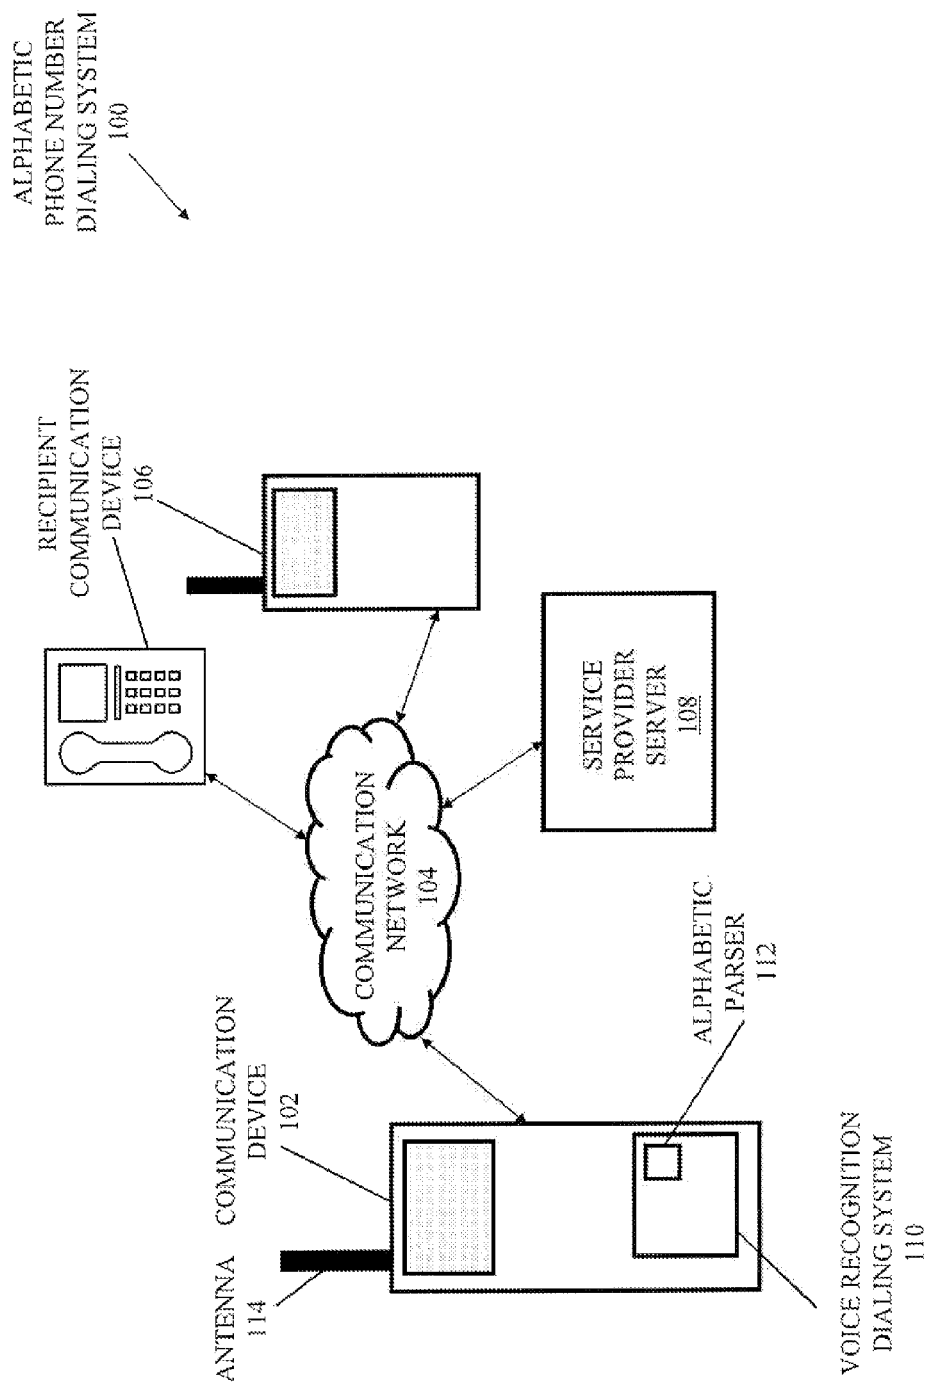 ALPHABETIC
PHONE NUMBER
DIALING SYSTEM
100
RECIPIENT
COMMUNICATION
DEVICE
106
COMMUNICATION
NETWORK
104
SERVICE
PROVIDER
SERVER
108
COMMUNICATION
DEVICE
102
ANTENNA
114
ALPHABETIC
PARSER
112
VOICE RECOGNITION
DIALING SYSTEM
110